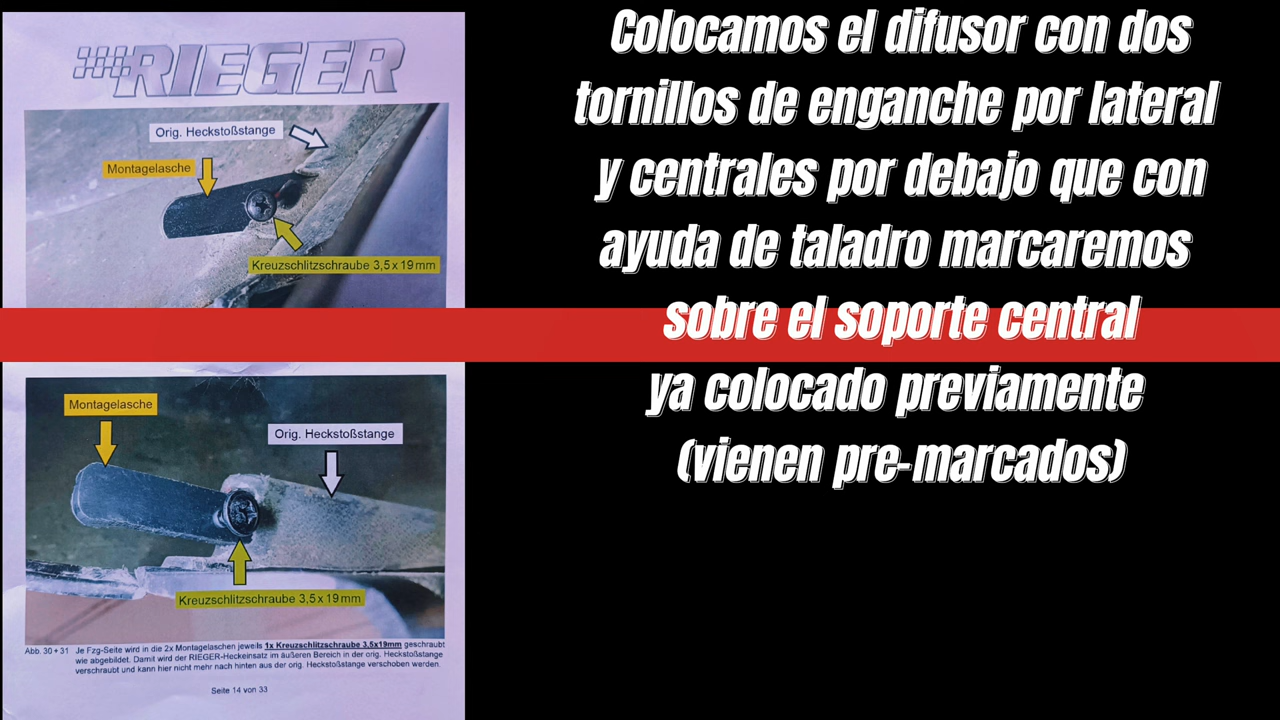 RIEGER
Orig. Heckstoßstange
Montagelasche
Kreuzschlitzschraube 3,5 x 19 mm
Montagelasche
Orig. Heckstoßstange
Kreuzschlitzschraube 3,5 x 19 mm
Abb. 30 + 31 Je Fzg-Seite wird in die 2x Montagelaschen jeweils 1x Kreuzschlitzschraube 3,5x19mm geschraubt
wie abgebildet. Damit wird der RIEGER-Heckeinsatz im äußeren Bereich in der orig. Heckstoßstange
verschraubt und kann hier nicht mehr nach hinten aus der orig. Heckstoßstange verschoben werden.
Seite 14 von 33
Colocamos el difusor con dos
tornillos de enganche por lateral
y centrales por debajo que con
ayuda de taladro marcaremos
sobre el soporte central
ya colocado previamente
(vienen pre-marcados)